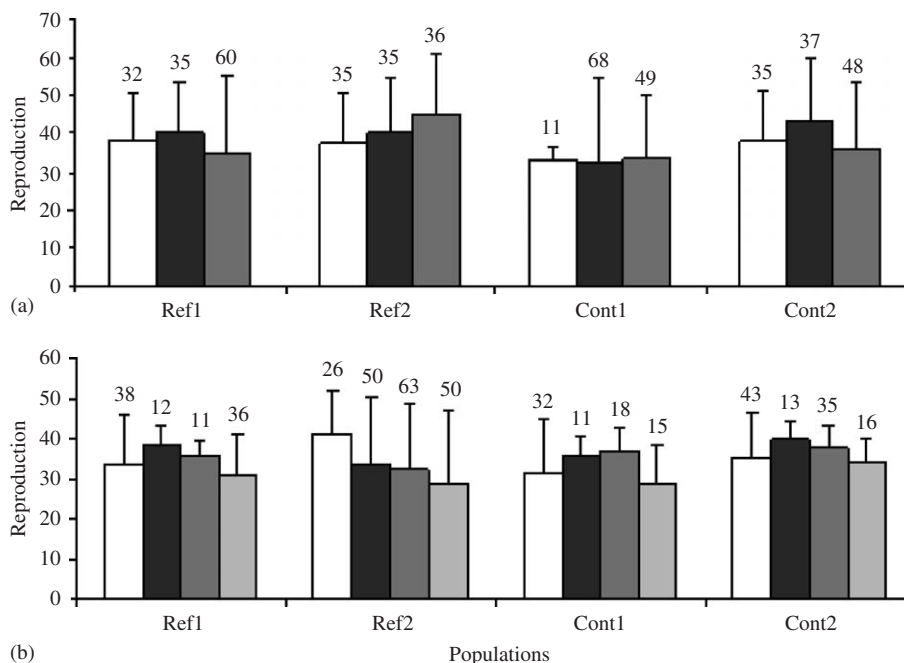 70
60
50
40
30
20
10
0
Reproduction
32 35 60 35 35 36 11 68 49 35 37 48
(a)
Ref1 Ref2 Cont1 Cont2
60
50
40
30
20
10
0
Reproduction
38 12 11 36 26 50 63 50 32 11 18 15 43 13 35 16
Ref1 Ref2 Cont1 Cont2
(b)
Populations